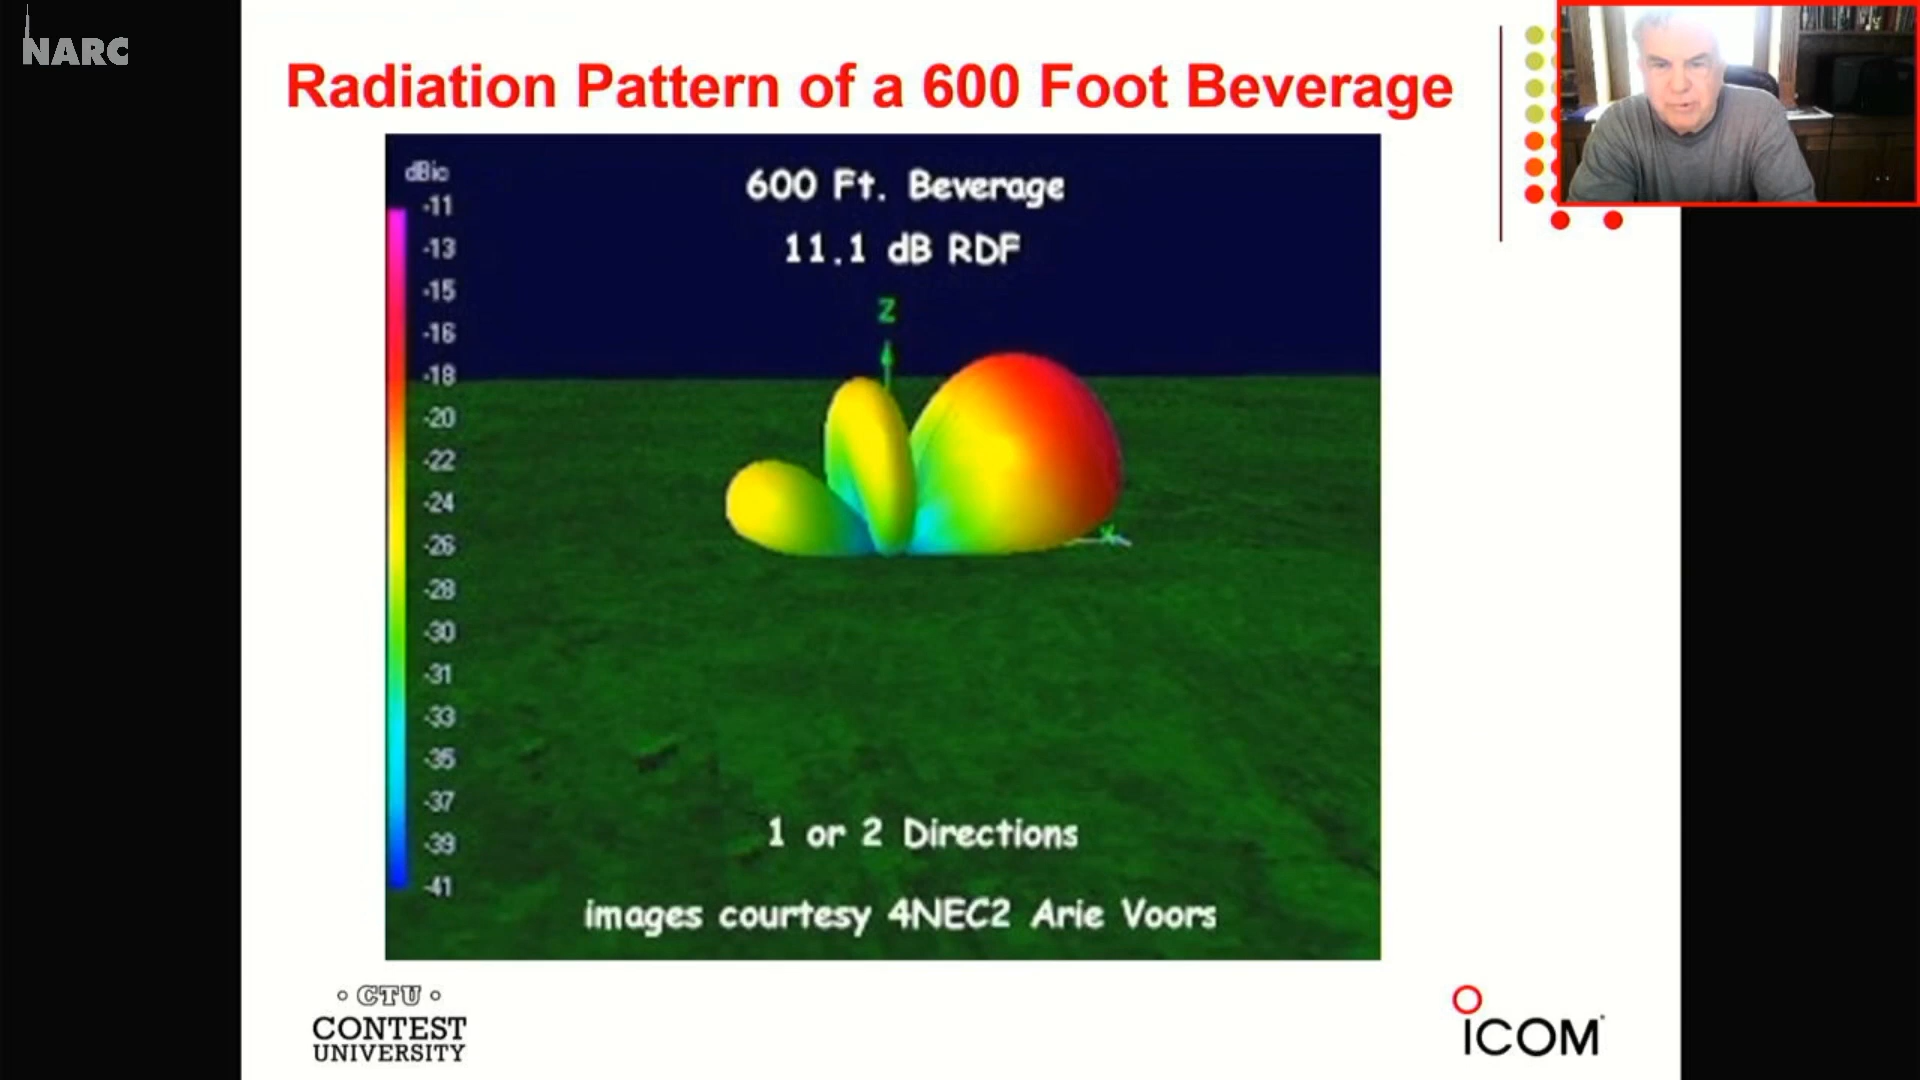 NARC
Radiation Pattern of a 600 Foot Beverage
600 Ft. Beverage
11.1 dB RDF
Z
dBic
-11
-13
-15
-16
-18
-20
-22
-24
-26
-28
-30
-31
-33
-35
-37
-39
-41
X
1 or 2 Directions
images courtesy 4NEC2 Arie Voors
CTU
CONTEST
UNIVERSITY
ICOM